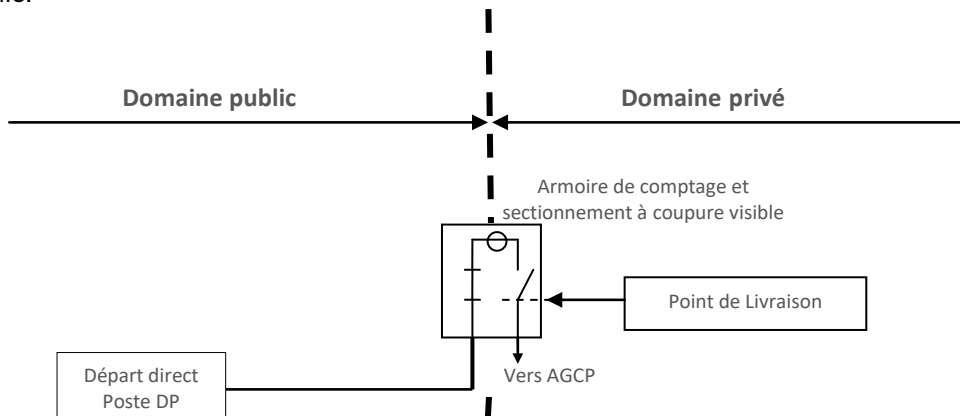 Domaine public
Domaine privé
Armoire de comptage et
sectionnement à coupure visible
Point de Livraison
Départ direct
Poste DP
Vers AGCP